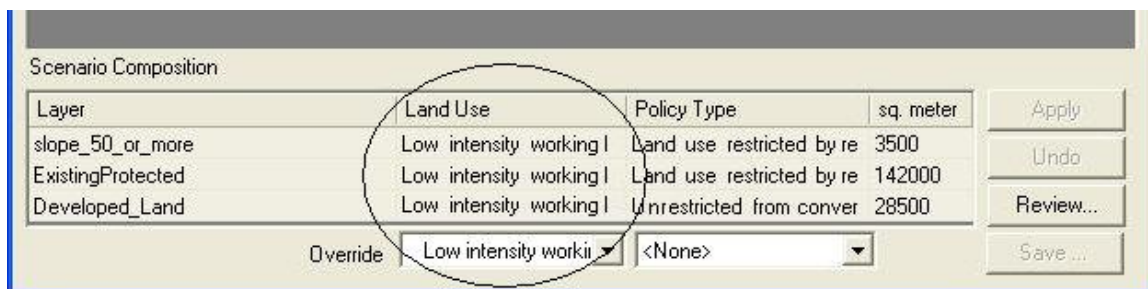 Scenario Composition
Layer Land Use Policy Type sq. meter Apply
slope_50_or_more Low intensity working l Land use restricted by re 3500
Undo
ExistingProtected Low intensity working l Land use restricted by re 142000
Developed_Land Low intensity working l Unrestricted from conver 28500 Review...
Override Low intensity workin <None> Save ...